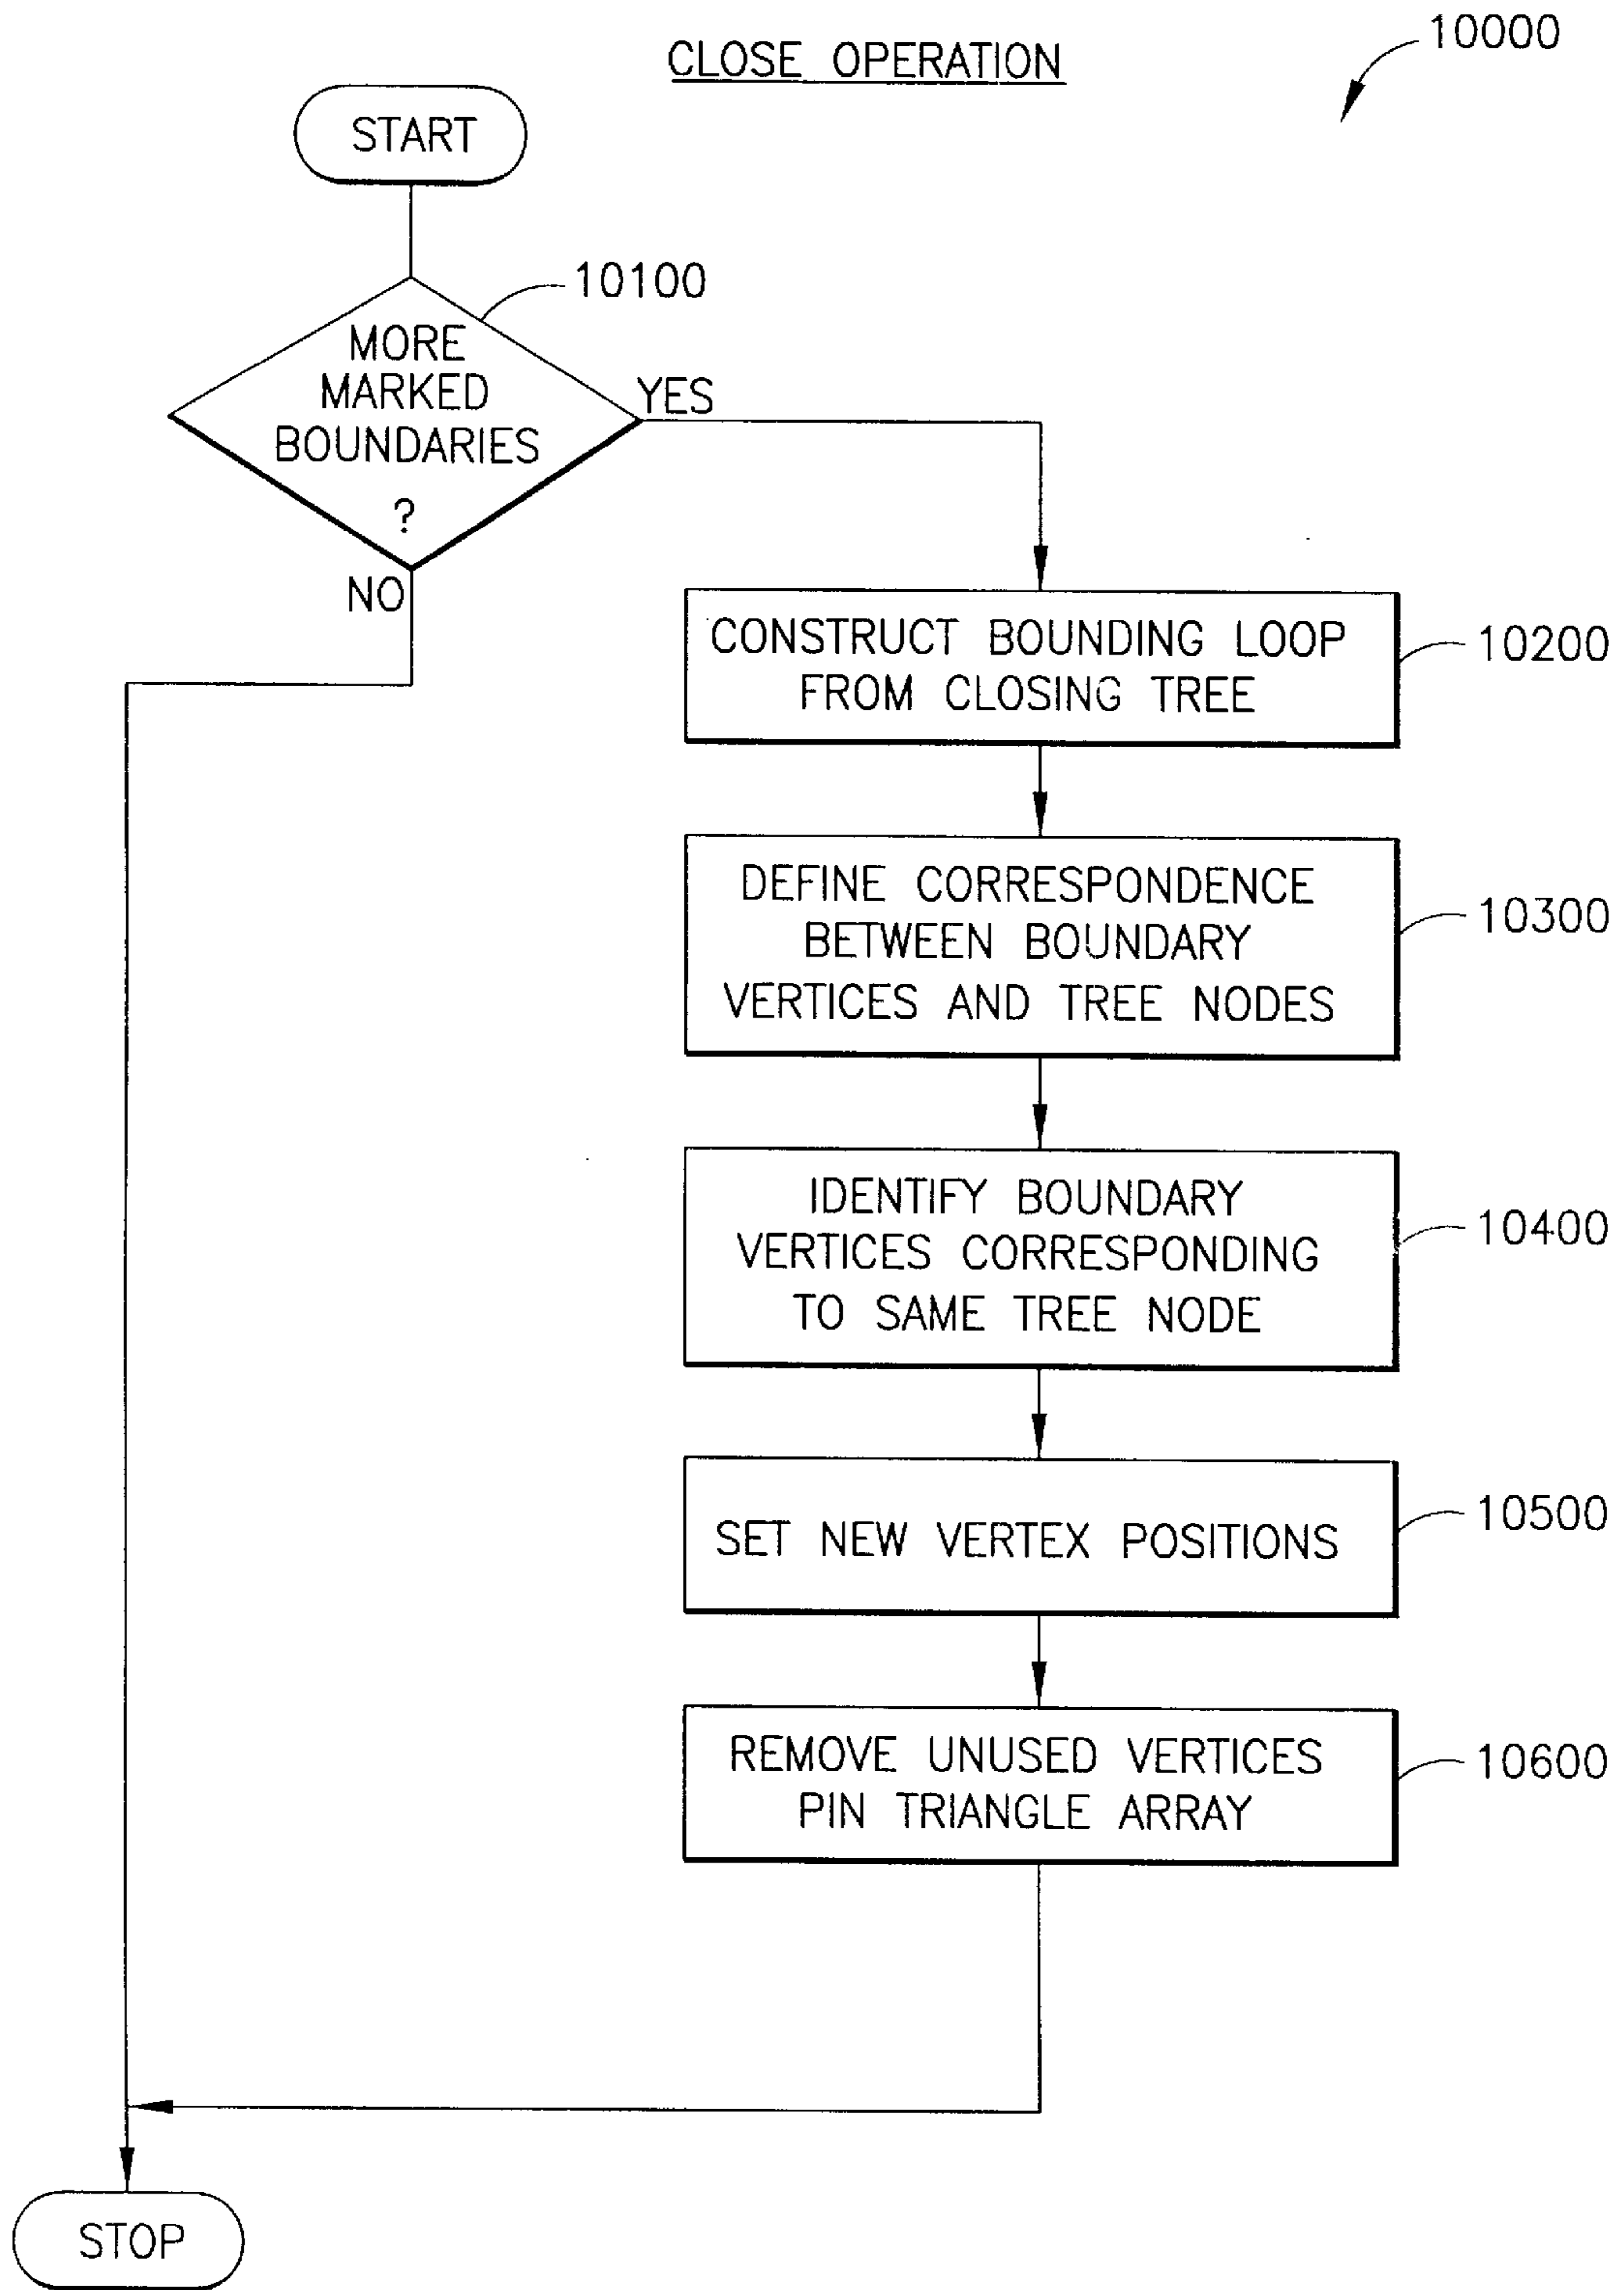 CLOSE OPERATION
10000
START
10100
MORE
MARKED
BOUNDARIES
?
YES
NO
CONSTRUCT BOUNDING LOOP
FROM CLOSING TREE
10200
DEFINE CORRESPONDENCE
BETWEEN BOUNDARY
VERTICES AND TREE NODES
10300
IDENTIFY BOUNDARY
VERTICES CORRESPONDING
TO SAME TREE NODE
10400
SET NEW VERTEX POSITIONS
10500
REMOVE UNUSED VERTICES
PIN TRIANGLE ARRAY
10600
STOP